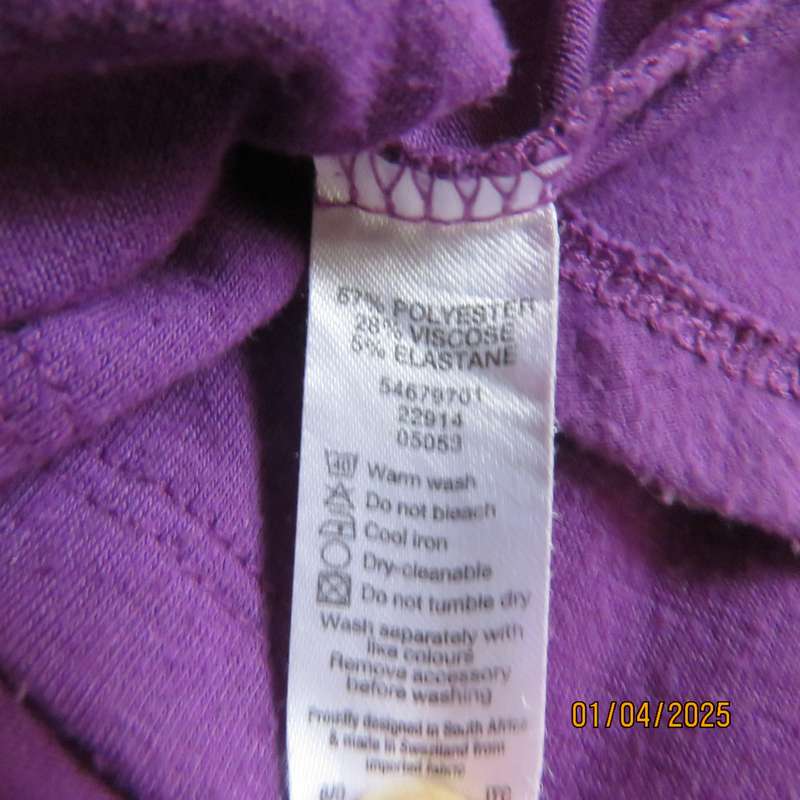 67% POLYESTER
28% VISCOSE
5% ELASTANE
54679701
22914
05053
40 Warm wash
Do not bleach
Cool iron
Dry-cleanable
Do not tumble dry
Wash separately with
like colours
Remove accessory
before washing
Proudly designed in South Africa
& made in Swaziland from
imported fabric
01/04/2025